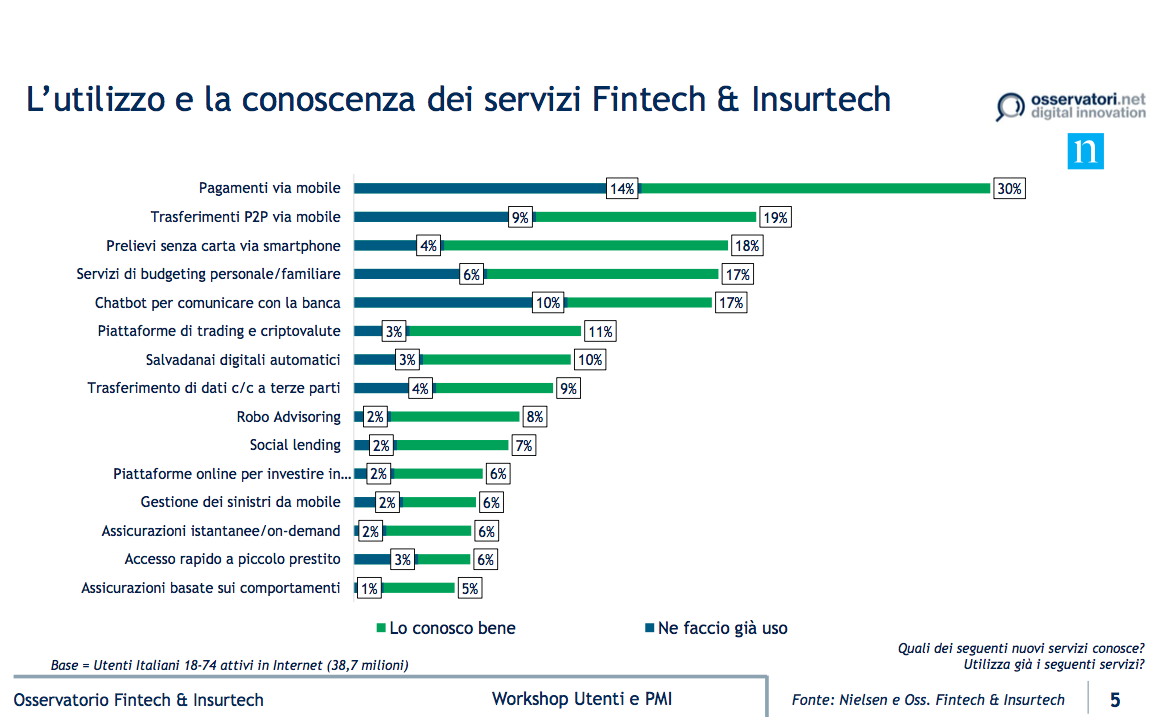 L’utilizzo e la conoscenza dei servizi Fintech & Insurtech
osservatori.net
digital innovation
n
Pagamenti via mobile 14% 30%
Trasferimenti P2P via mobile 9% 19%
Prelievi senza carta via smartphone 4% 18%
Servizi di budgeting personale/familiare 6% 17%
Chatbot per comunicare con la banca 10% 17%
Piattaforme di trading e criptovalute 3% 11%
Salvadanai digitali automatici 3% 10%
Trasferimento di dati c/c a terze parti 4% 9%
Robo Advisoring 2% 8%
Social lending 2% 7%
Piattaforme online per investire in... 2% 6%
Gestione dei sinistri da mobile 2% 6%
Assicurazioni istantanee/on-demand 2% 6%
Accesso rapido a piccolo prestito 3% 6%
Assicurazioni basate sui comportamenti 1% 5%
Lo conosco bene Ne faccio già uso
Quali dei seguenti nuovi servizi conosce?
Utilizza già i seguenti servizi?
Base = Utenti Italiani 18-74 attivi in Internet (38,7 milioni)
Osservatorio Fintech & Insurtech Workshop Utenti e PMI Fonte: Nielsen e Oss. Fintech & Insurtech 5